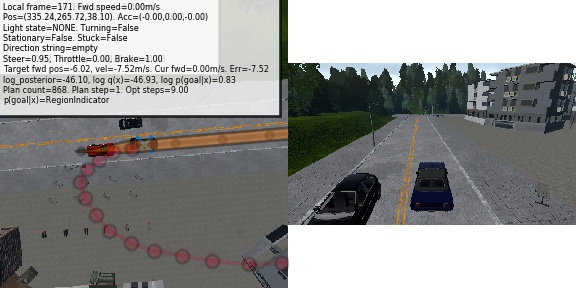 Local frame=171: Fwd speed=0.00m/s
Pos=(335.24,265.72,38.10). Acc=(-0.00,0.00;-0.00)
Light state=NONE. Turning=False
Stationary=False. Stuck=False
Direction string=empty
Steer=0.95, Throttle=0.00, Brake=1.00
Target fwd pos=-6.02, vel=-7.52m/s. Cur fwd=0.00m/s. Err=-7.52
log_posterior=-46.10, log q(x)=-46.93, log p(goal|x)=0.83
Plan count=868. Plan step=1. Opt steps=9.00
p(goal|x)=RegionIndicator